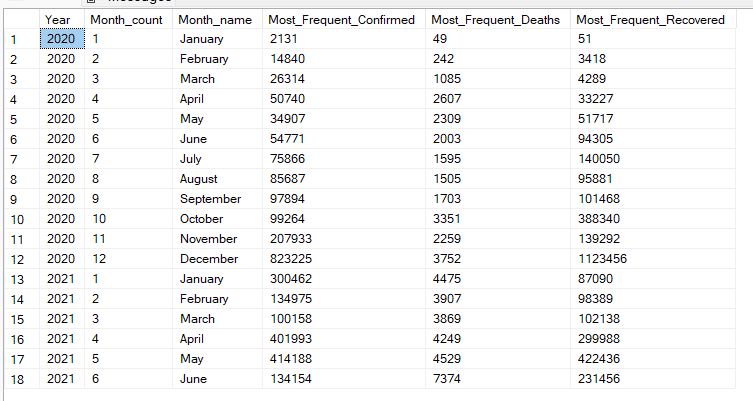 Messages
Year Month_count Month_name Most_Frequent_Confirmed Most_Frequent_Deaths Most_Frequent_Recovered
1 2020 1 January 2131 49 51
2 2020 2 February 14840 242 3418
3 2020 3 March 26314 1085 4289
4 2020 4 April 50740 2607 33227
5 2020 5 May 34907 2309 51717
6 2020 6 June 54771 2003 94305
7 2020 7 July 75866 1595 140050
8 2020 8 August 85687 1505 95881
9 2020 9 September 97894 1703 101468
10 2020 10 October 99264 3351 388340
11 2020 11 November 207933 2259 139292
12 2020 12 December 823225 3752 1123456
13 2021 1 January 300462 4475 87090
14 2021 2 February 134975 3907 98389
15 2021 3 March 100158 3869 102138
16 2021 4 April 401993 4249 299988
17 2021 5 May 414188 4529 422436
18 2021 6 June 134154 7374 231456